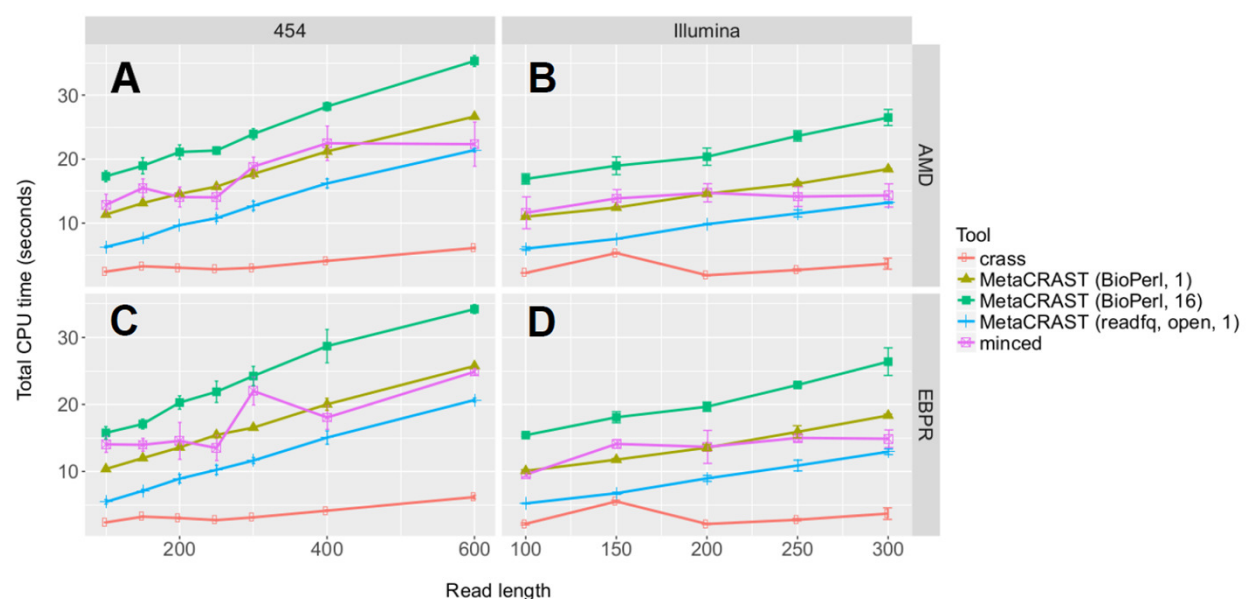 454
Illumina
A
B
30
20
10
AMD
C
D
30
20
10
EBPR
Total CPU time (seconds)
200
400
600
100
150
200
250
300
Read length
Tool
crass
MetaCRAST (BioPerl, 1)
MetaCRAST (BioPerl, 16)
MetaCRAST (readfq, open, 1)
minced